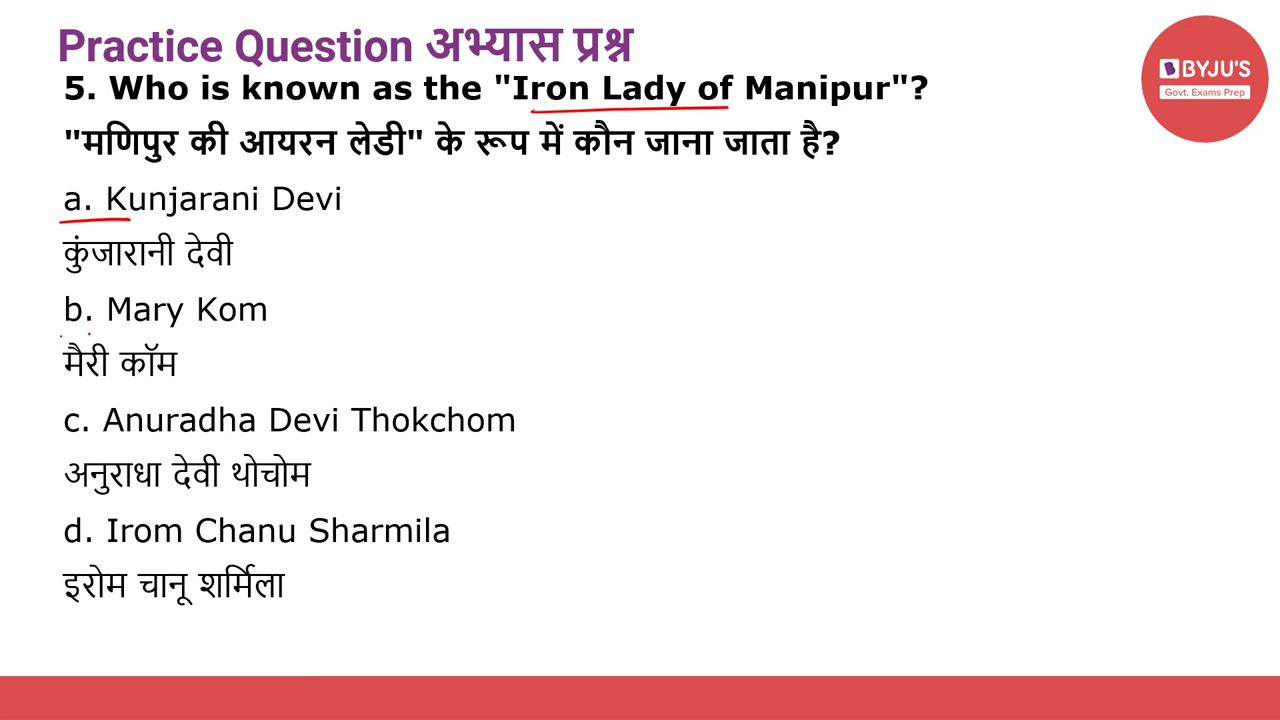 Practice Question अभ्यास प्रश्न
BYJU'S
Govt. Exams Prep
5. Who is known as the "Iron Lady of Manipur"?
"मणिपुर की आयरन लेडी" के रूप में कौन जाना जाता है?
a. Kunjarani Devi
कुंजारानी देवी
b. Mary Kom
मैरी कॉम
c. Anuradha Devi Thokchom
अनुराधा देवी थोचोम
d. Irom Chanu Sharmila
इरोम चानू शर्मिला